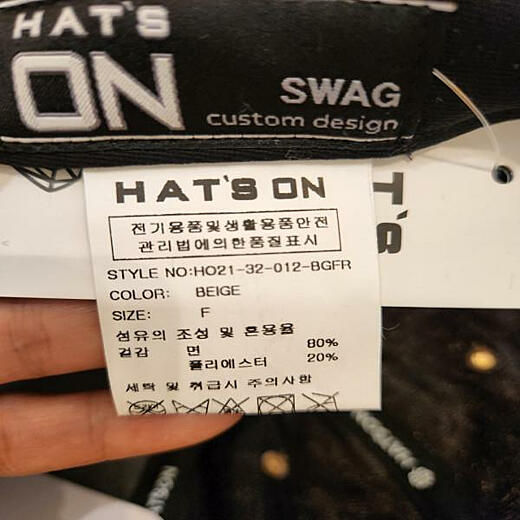 HAT'S
ON
SWAG
custom design
HAT'S ON
전기용품및생활용품안전
관리법에의한품질표시
STYLE NO:HO21-32-012-BGFR
COLOR: BEIGE
SIZE: F
섬유의 조성 및 혼용율
겉감 면 80%
폴리에스터 20%
세탁 및 취급시 주의사항
T'S